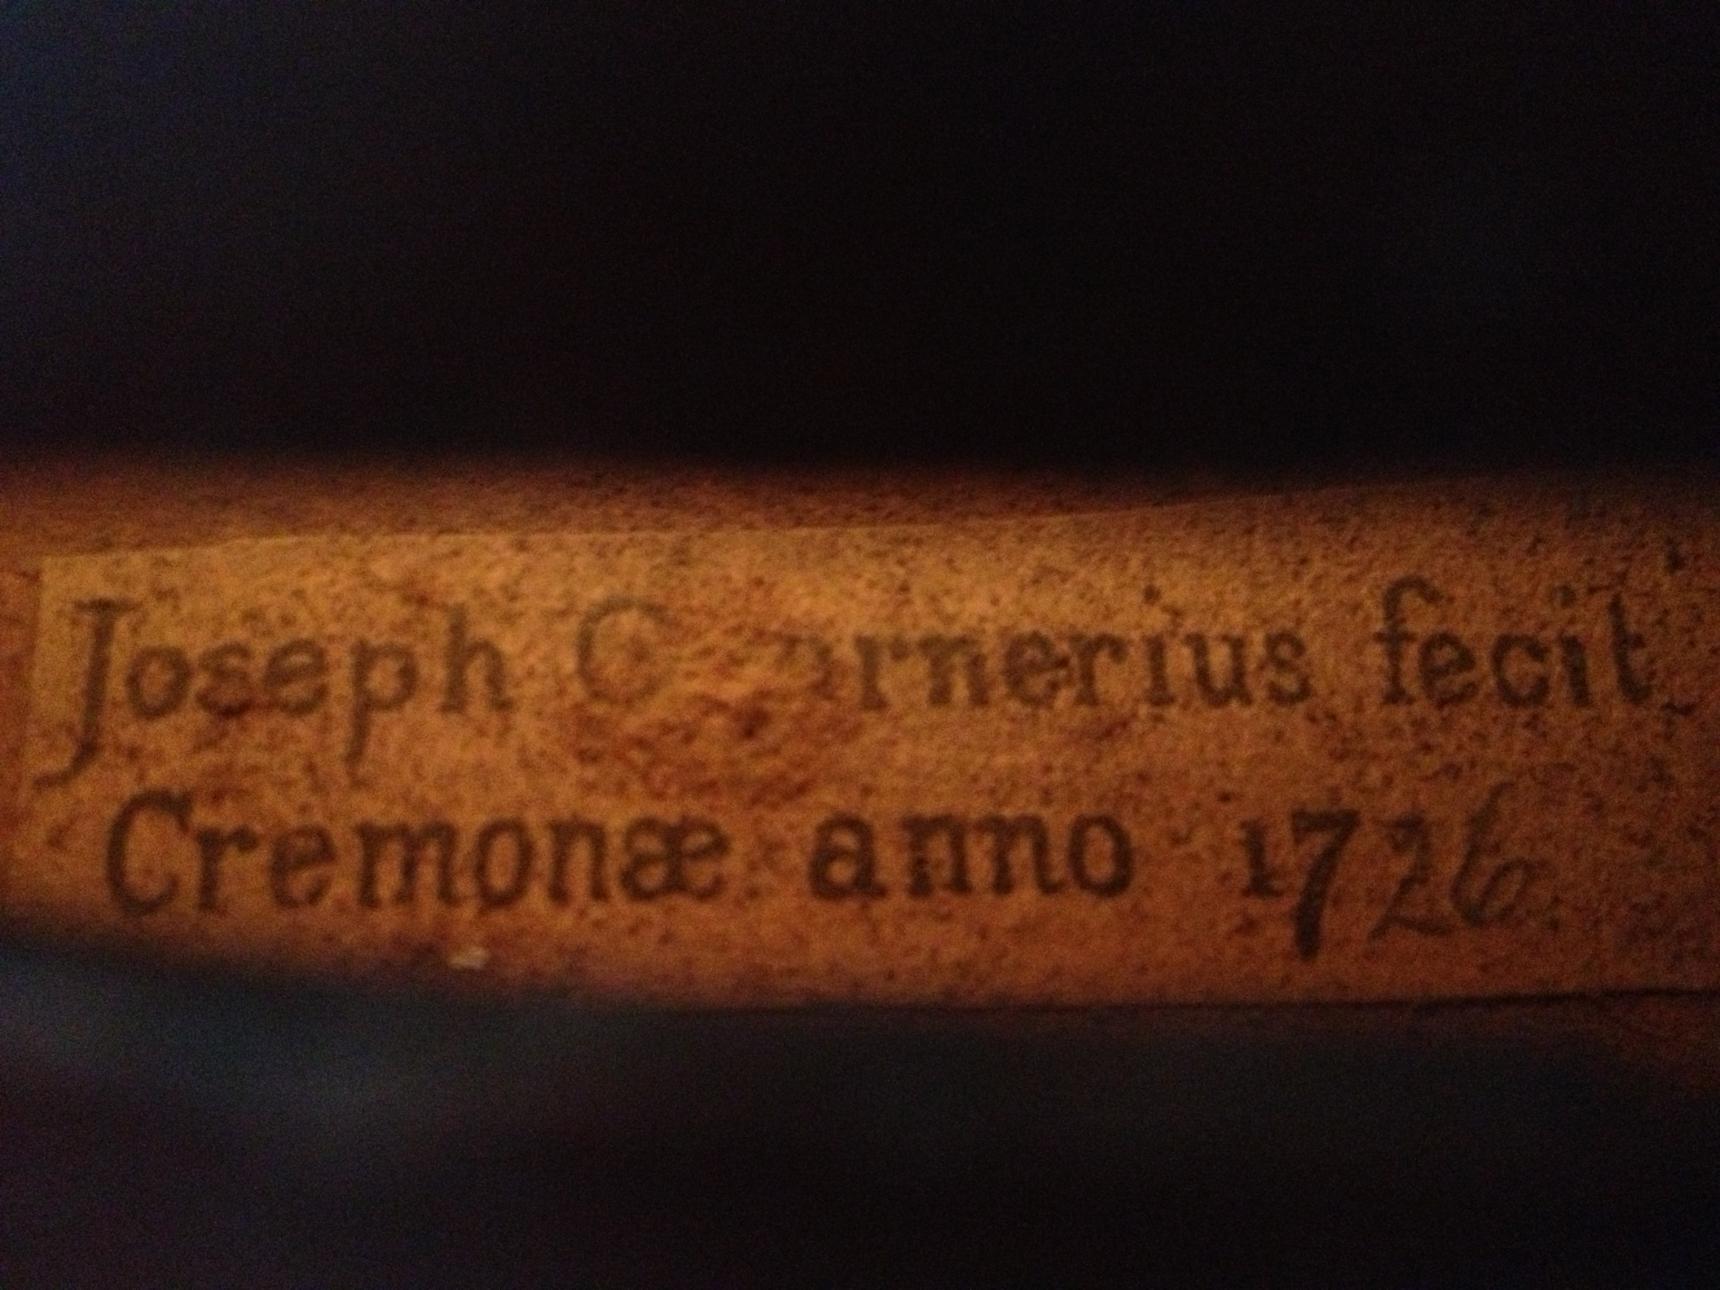 Joseph fecit
Cremonæ anno 1726